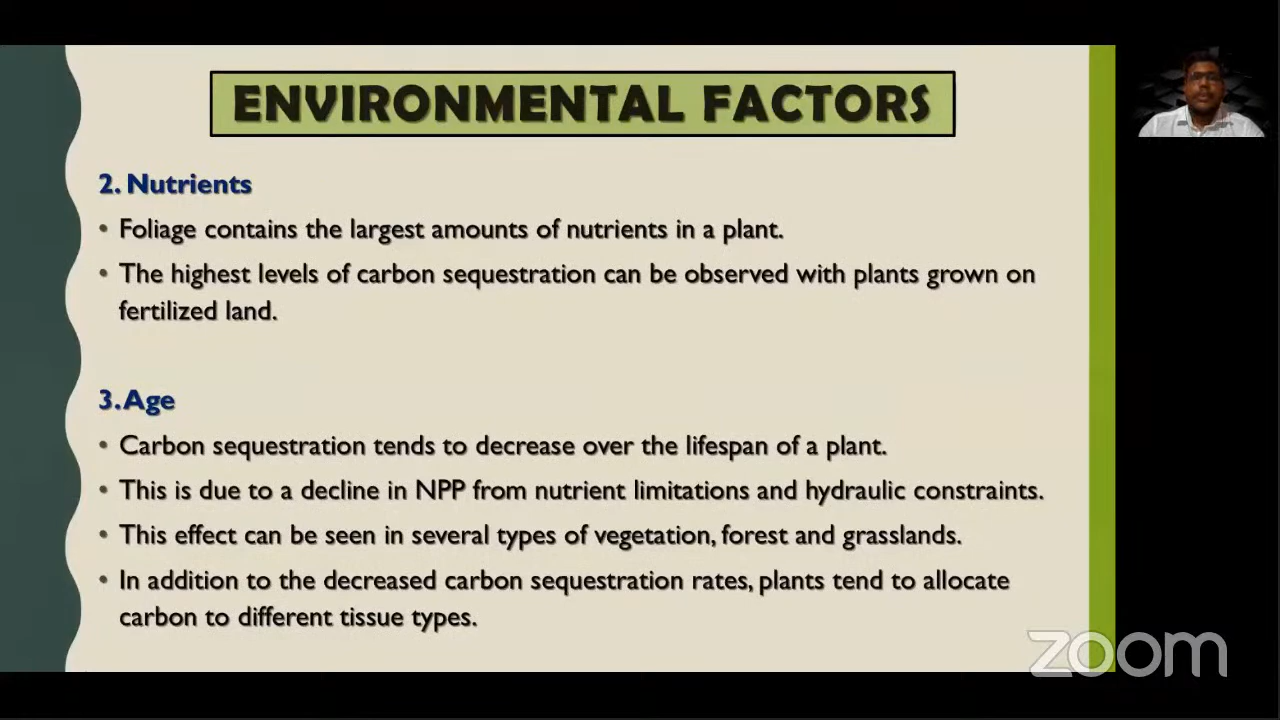 ENVIRONMENTAL FACTORS
2. Nutrients
• Foliage contains the largest amounts of nutrients in a plant.
• The highest levels of carbon sequestration can be observed with plants grown on
fertilized land.
3. Age
• Carbon sequestration tends to decrease over the lifespan of a plant.
• This is due to a decline in NPP from nutrient limitations and hydraulic constraints.
• This effect can be seen in several types of vegetation, forest and grasslands.
• In addition to the decreased carbon sequestration rates, plants tend to allocate
carbon to different tissue types.
zoom